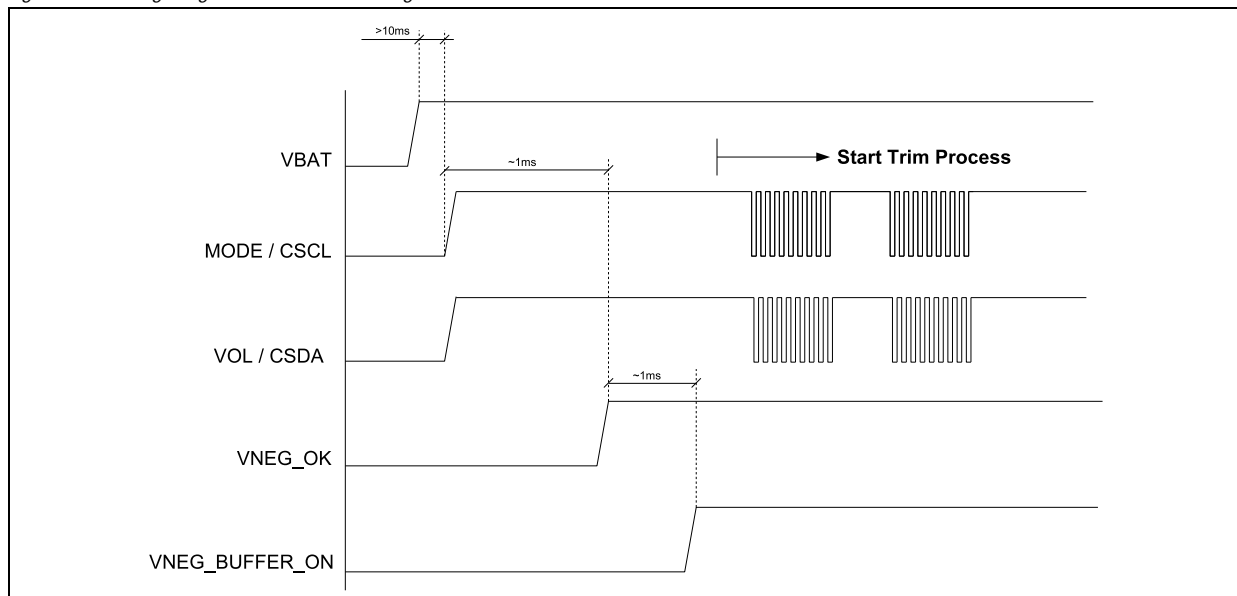 >10ms
VBAT
Start Trim Process
~1ms
MODE / CSCL
VOL / CSDA
~1ms
VNEG_OK
VNEG_BUFFER_ON